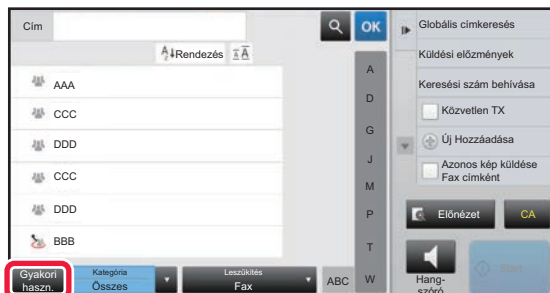 Cím
OK
Rendezés
AAA
CCC
DDD
CCC
DDD
BBB
A
D
G
J
M
P
T
W
Gyakori
haszn.
Kategória
Összes
Leszűkítés
Fax
ABC
Globális címkeresés
Küldési előzmények
Keresési szám behívása
Közvetlen TX
Új Hozzáadása
Azonos kép küldése
Fax címként
Előnézet
CA
Hang-
szóró
Start